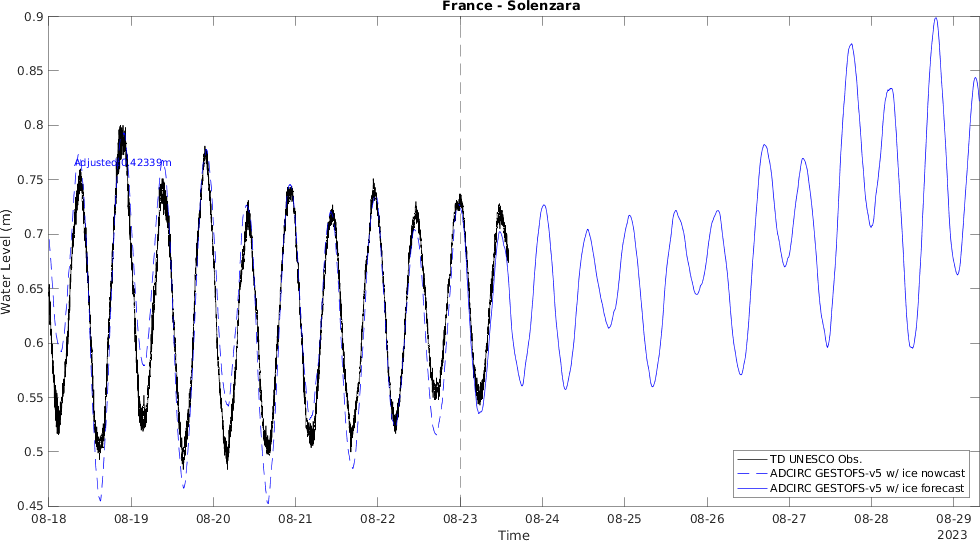 France - Solenzara
0.9
0.85
0.8
0.75
0.7
0.65
0.6
0.55
0.5
0.45
Water Level (m)
Adjusted 0.42339m
TD UNESCO Obs.
ADCIRC GESTOFS-v5 w/ ice nowcast
ADCIRC GESTOFS-v5 w/ ice forecast
08-18 08-19 08-20 08-21 08-22 08-23 08-24 08-25 08-26 08-27 08-28 08-29
Time
2023